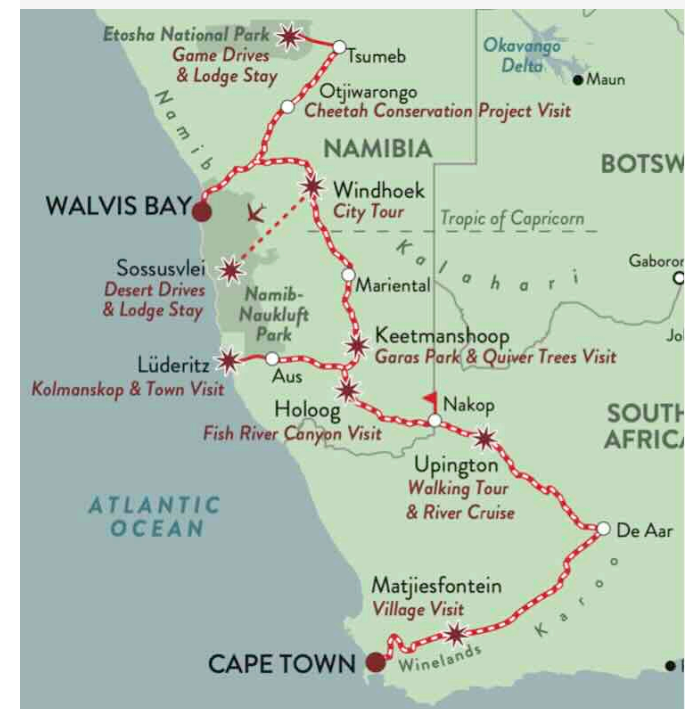 Etosha National Park
Game Drives
& Lodge Stay
Tsumeb
Okavango
Delta
Maun
Otjiwarongo
Cheetah Conservation Project Visit
Namib
NAMIBIA
BOTSW
WALVIS BAY
Windhoek
City Tour
Tropic of Capricorn
Kalahari
Gaboron
Sossusvlei
Desert Drives
& Lodge Stay
Mariental
Namib-
Naukluft
Park
Keetmanshoop
Garas Park & Quiver Trees Visit
Jo
Lüderitz
Kolmanskop & Town Visit
Aus
Holoog
Fish River Canyon Visit
Nakop
SOUTH
AFRICA
Upington
Walking Tour
& River Cruise
ATLANTIC
OCEAN
De Aar
Matjiesfontein
Village Visit
Karoo
CAPE TOWN
Winelands